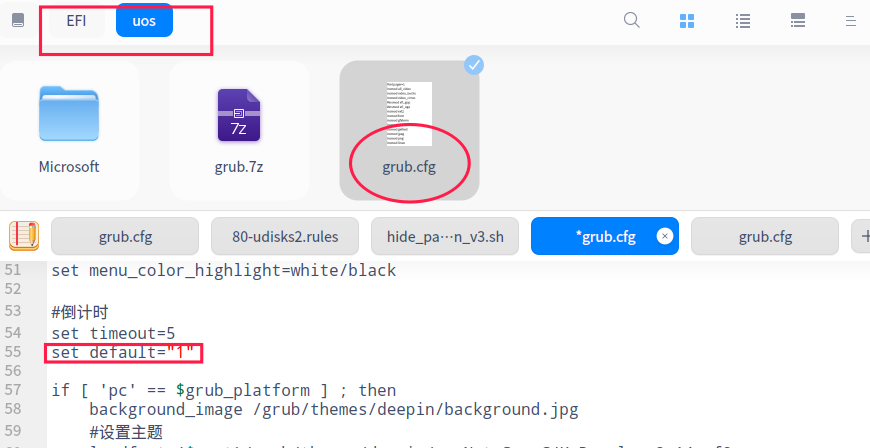 EFI uos
Microsoft grub.7z grub.cfg
7z
grub.cfg 80-udisks2.rules hide_pa···n_v3.sh *grub.cfg grub.cfg
51 set menu_color_highlight=white/black
52
53 #倒计时
54 set timeout=5
55 set default="1"
56
57 if [ 'pc' == $grub_platform ] ; then
58 background_image /grub/themes/deepin/background.jpg
59 #设置主题